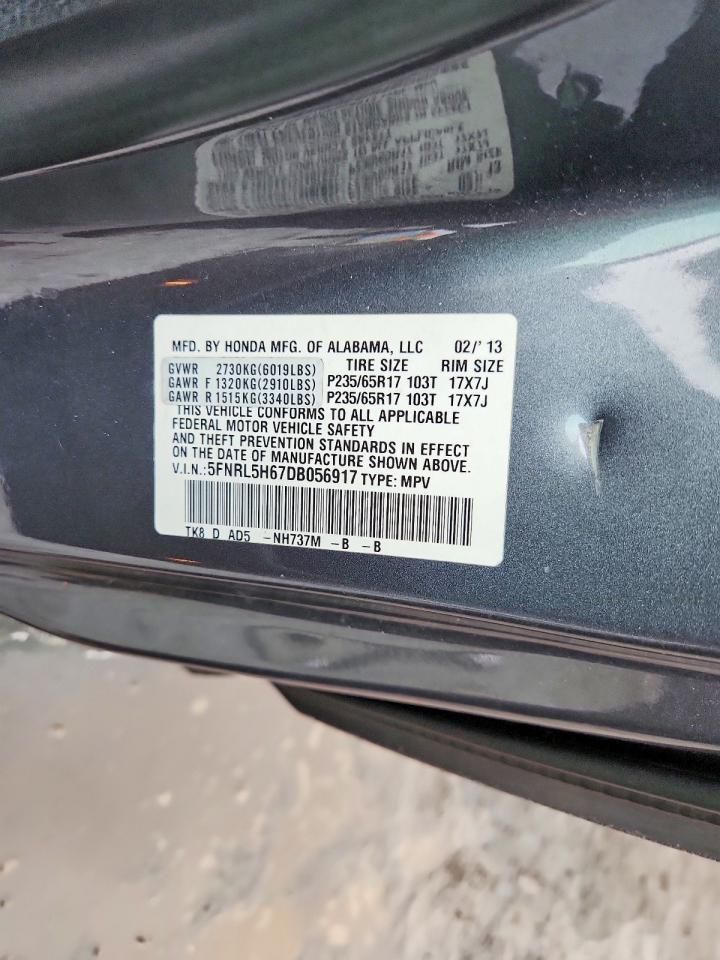 MFD. BY HONDA MFG. OF ALABAMA, LLC 02/' 13
GVWR 2730KG(6019LBS) TIRE SIZE RIM SIZE
GAWR F 1320KG(2910LBS) P235/65R17 103T 17X7J
GAWR R 1515KG(3340LBS) P235/65R17 103T 17X7J
THIS VEHICLE CONFORMS TO ALL APPLICABLE
FEDERAL MOTOR VEHICLE SAFETY
AND THEFT PREVENTION STANDARDS IN EFFECT
ON THE DATE OF MANUFACTURE SHOWN ABOVE.
V.I.N.:5FNRL5H67DB056917 TYPE: MPV
TK8 D AD5 -NH737M -B -B